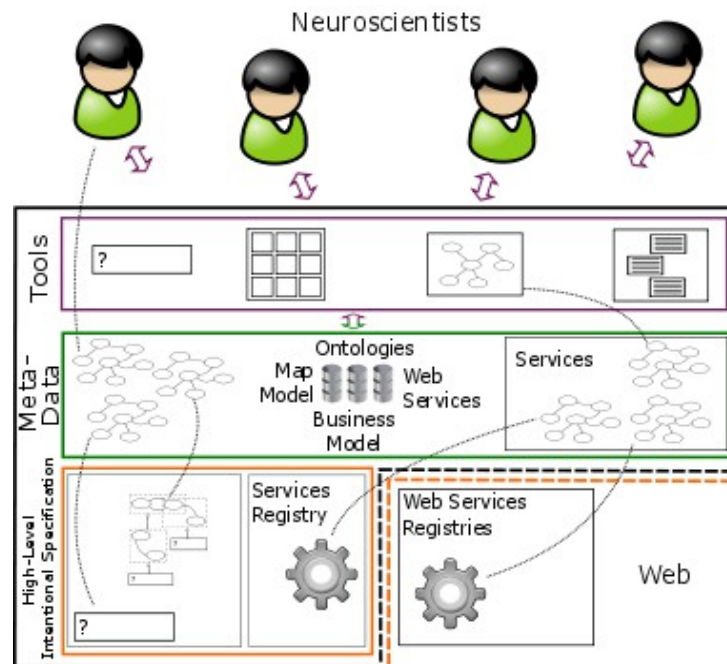 Neuroscientists
Tools
?
Meta-
Data
Ontologies
Map
Model
Web
Services
Business
Model
Services
High-Level
Intentional Specification
?
?
?
Services
Registry
Web Services
Registries
Web